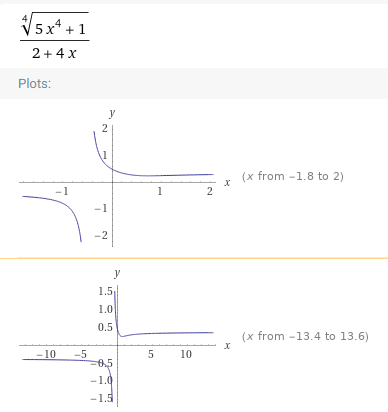 ⁴√(5x⁴ + 1)
2 + 4 x
Plots:
y
2
1
−1 1 2 x (x from −1.8 to 2)
−1
−2
y
1.5
1.0
0.5
−10 −5 5 10 x (x from −13.4 to 13.6)
−0.5
−1.0
−1.5